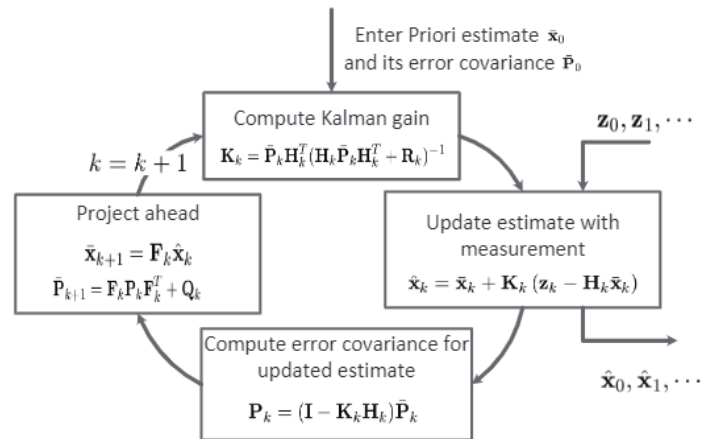 Enter Priori estimate x̄₀
and its error covariance P̄₀
Compute Kalman gain
Kₖ = P̄ₖHₖᵀ(HₖP̄ₖHₖᵀ + Rₖ)⁻¹
z₀, z₁, ⋯
k = k + 1
Update estimate with
measurement
x̂ₖ = x̄ₖ + Kₖ (zₖ − Hₖx̄ₖ)
Project ahead
x̄ₖ₊₁ = Fₖx̂ₖ
P̄ₖ₊₁ = FₖPₖFₖᵀ + Qₖ
Compute error covariance for
updated estimate
Pₖ = (I − KₖHₖ)P̄ₖ
x̂₀, x̂₁, ⋯